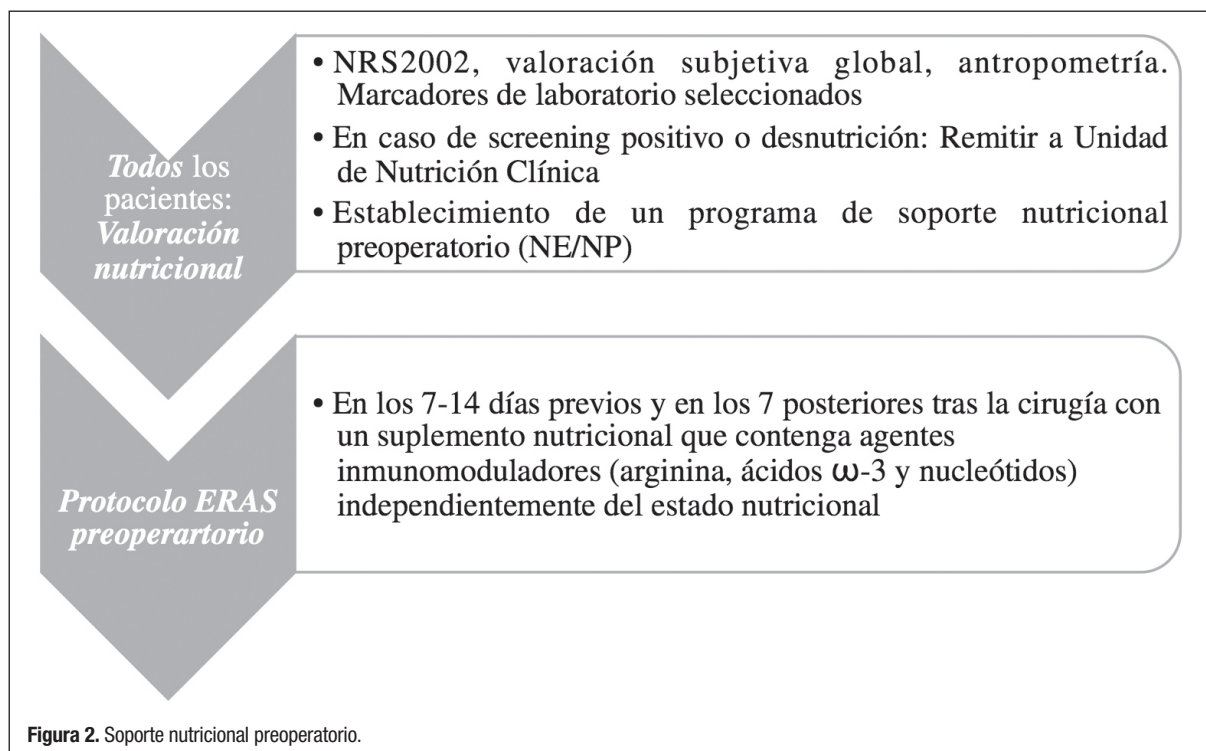 Todos los
pacientes:
Valoración
nutricional
• NRS2002, valoración subjetiva global, antropometría.
Marcadores de laboratorio seleccionados
• En caso de screening positivo o desnutrición: Remitir a Unidad
de Nutrición Clínica
• Establecimiento de un programa de soporte nutricional
preoperatorio (NE/NP)
Protocolo ERAS
preoperartorio
• En los 7-14 días previos y en los 7 posteriores tras la cirugía con
un suplemento nutricional que contenga agentes
inmunomoduladores (arginina, ácidos ω-3 y nucleótidos)
independientemente del estado nutricional
Figura 2. Soporte nutricional preoperatorio.